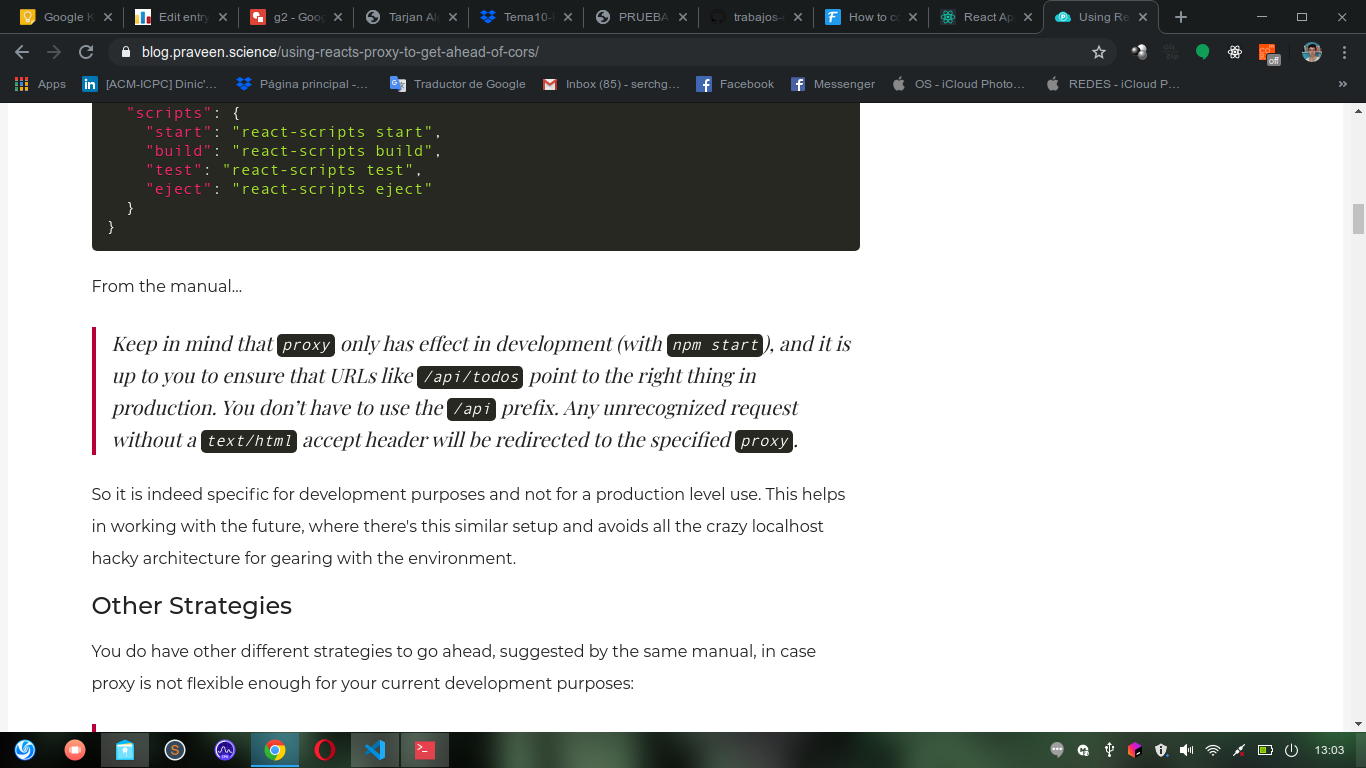 Google K
Edit entry
g2 - Goog
Tarjan Al
Tema10-
PRUEBA
trabajos-
How to co
React Ap
Using Re
blog.praveen.science/using-reacts-proxy-to-get-ahead-of-cors/
off
Apps
[ACM-ICPC] Dinic'...
Página principal -...
Traductor de Google
Inbox (85) - serchg...
Facebook
Messenger
OS - iCloud Photo...
REDES - iCloud P...
"scripts": {
"start": "react-scripts start",
"build": "react-scripts build",
"test": "react-scripts test",
"eject": "react-scripts eject"
}
}
From the manual...
Keep in mind that proxy only has effect in development (with npm start), and it is
up to you to ensure that URLs like /api/todos point to the right thing in
production. You don’t have to use the /api prefix. Any unrecognized request
without a text/html accept header will be redirected to the specified proxy.
So it is indeed specific for development purposes and not for a production level use. This helps
in working with the future, where there's this similar setup and avoids all the crazy localhost
hacky architecture for gearing with the environment.
Other Strategies
You do have other different strategies to go ahead, suggested by the same manual, in case
proxy is not flexible enough for your current development purposes:
13:03